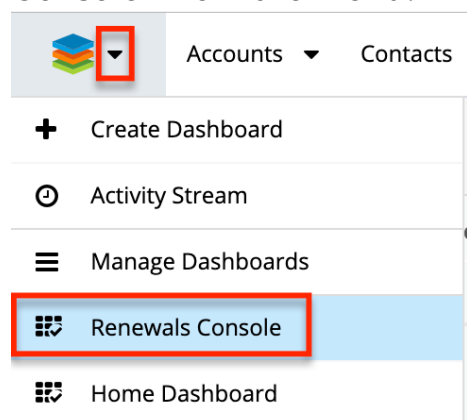 Accounts Contacts
Create Dashboard
Activity Stream
Manage Dashboards
Renewals Console
Home Dashboard